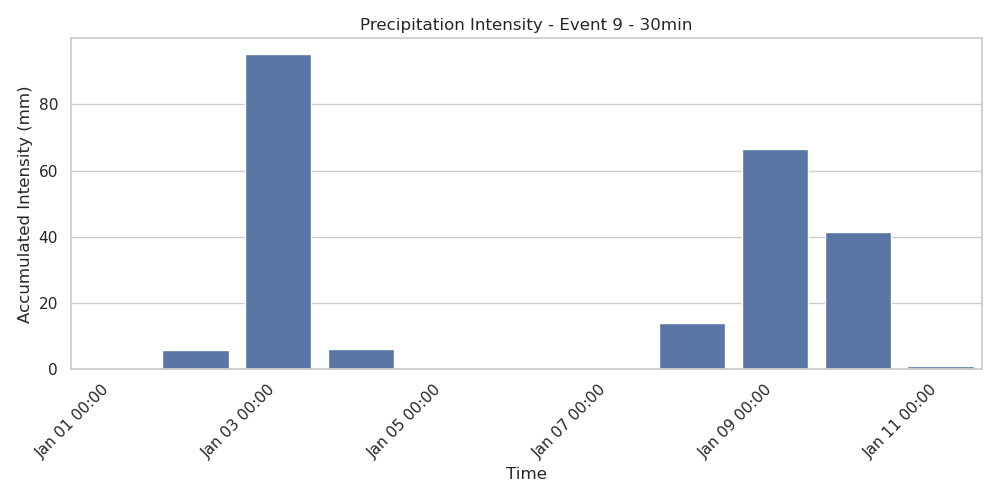 Precipitation Intensity - Event 9 - 30min
Accumulated Intensity (mm)
80
60
40
20
0
Jan 01 00:00
Jan 03 00:00
Jan 05 00:00
Jan 07 00:00
Jan 09 00:00
Jan 11 00:00
Time